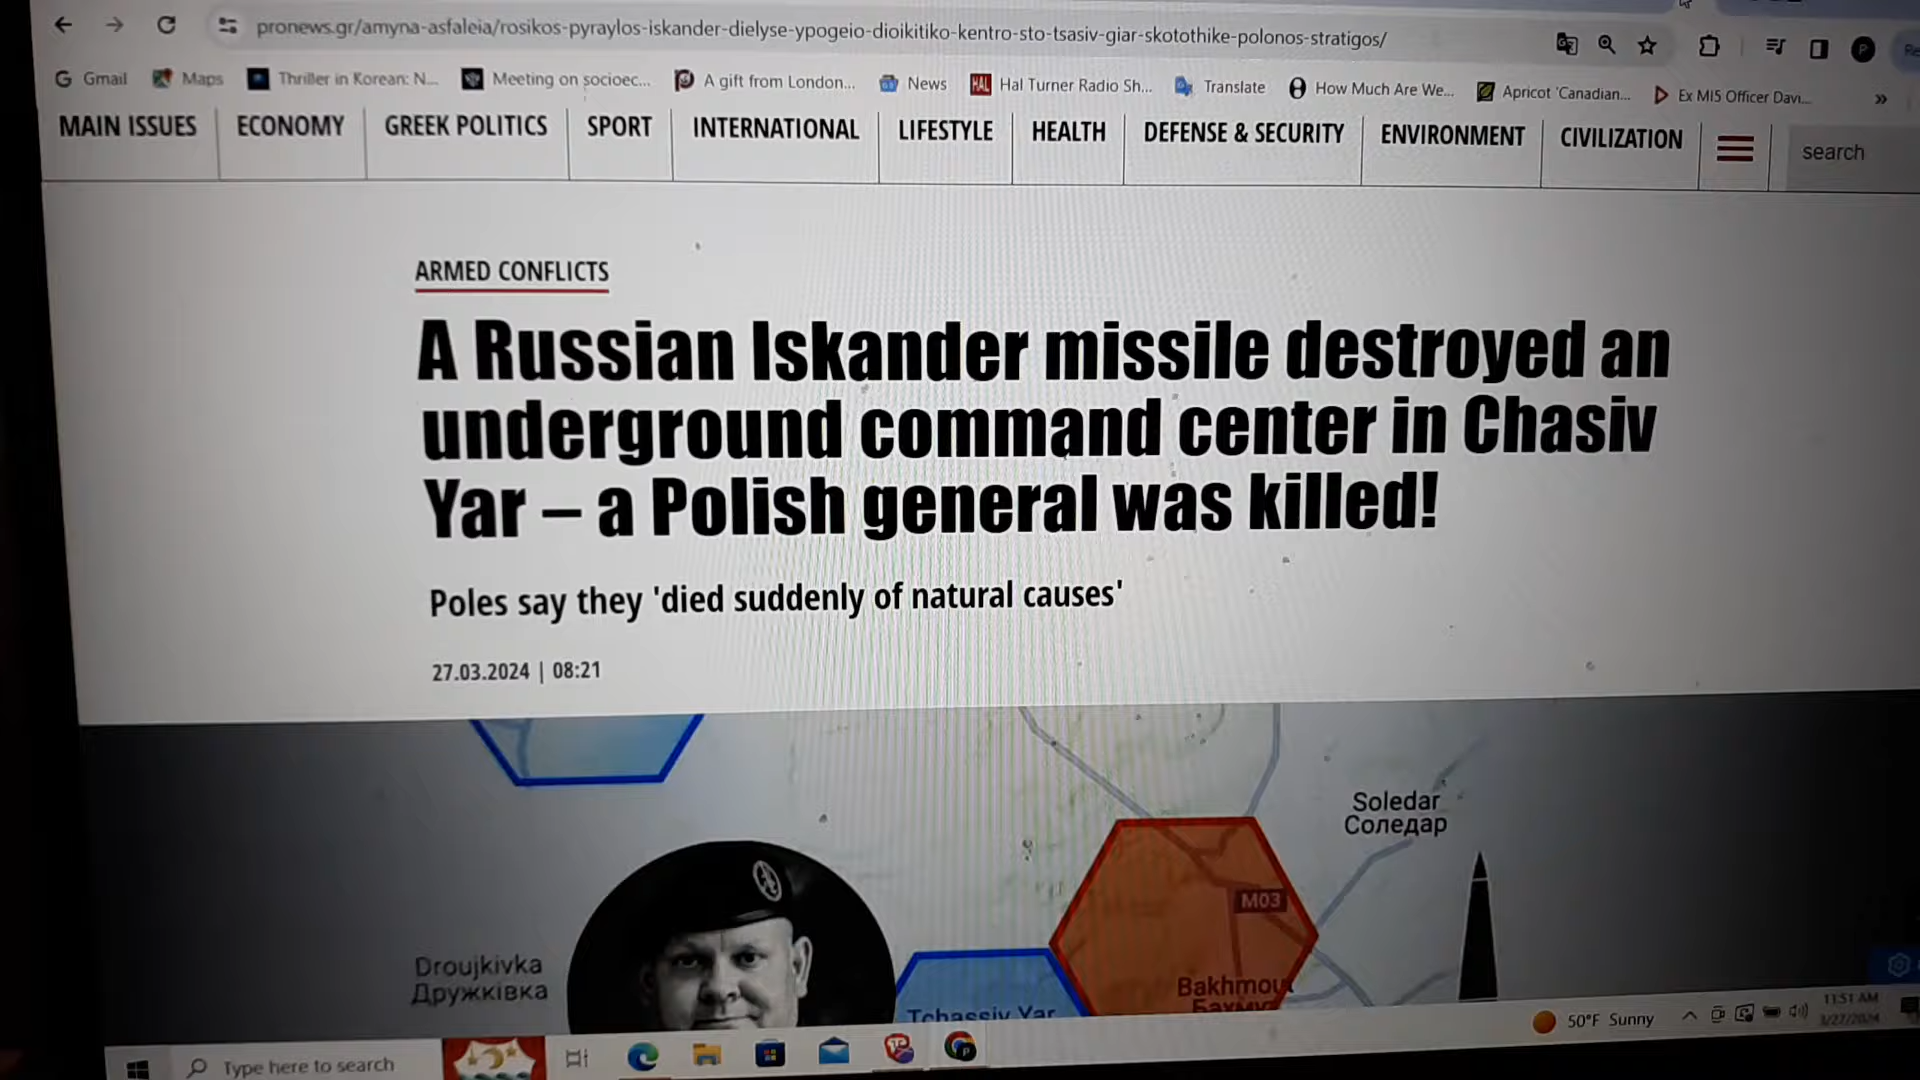 pronews.gr/amyna-asfaleia/rosikos-pyraylos-iskander-dielyse-ypogeio-dioikitiko-kentro-sto-tsasiv-giar-skotothike-polonos-stratigos/
Gmail Maps Thriller in Korean: N... Meeting on socioec... A gift from London... News Hal Turner Radio Sh... Translate How Much Are We... Apricot 'Canadian... Ex MI5 Officer Davi... »
MAIN ISSUES ECONOMY GREEK POLITICS SPORT INTERNATIONAL LIFESTYLE HEALTH DEFENSE & SECURITY ENVIRONMENT CIVILIZATION search
ARMED CONFLICTS
A Russian Iskander missile destroyed an
underground command center in Chasiv
Yar – a Polish general was killed!
Poles say they 'died suddenly of natural causes'
27.03.2024 | 08:21
Soledar
Соледар
M03
Droujkivka
Дружківка
Bakhmout
Бахмут
Tchassiv Yar
50°F Sunny
11:51 AM
3/27/2024
Type here to search